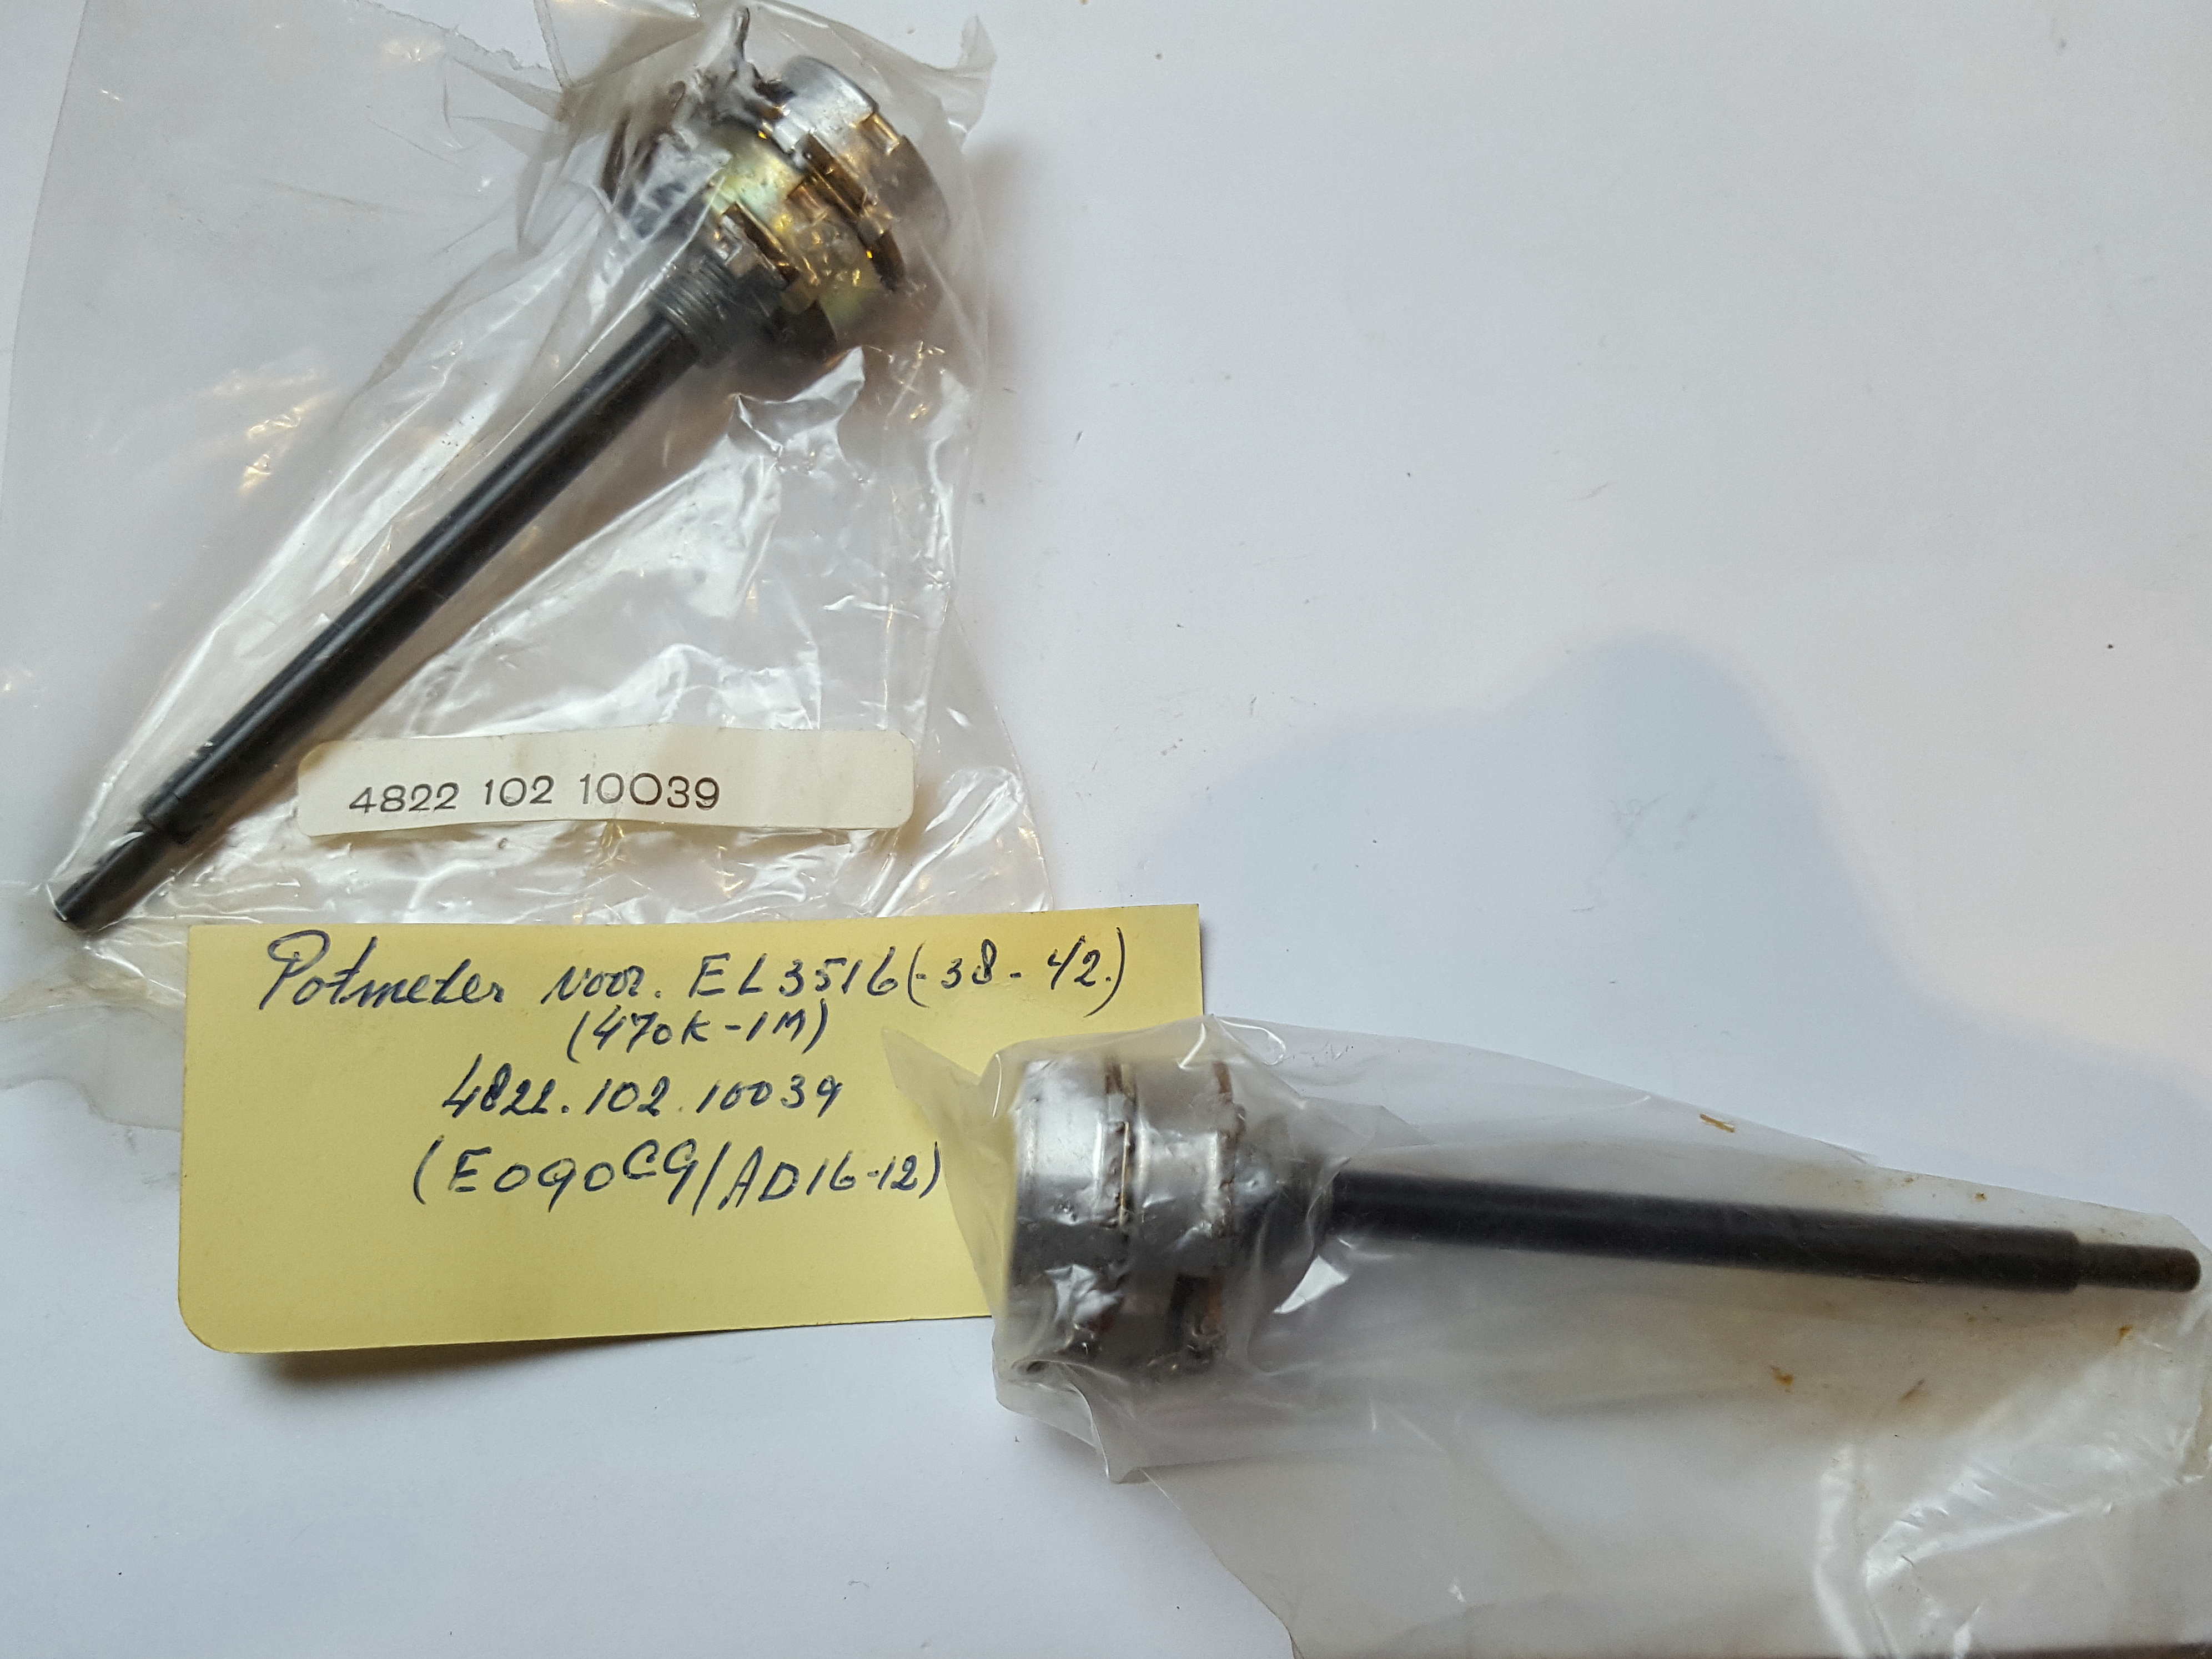 4822 102 10039
Potmeter voor. EL3516(-38-42.)
(470K-1M)
4822.102.10039
(E090CG/AD16-12)